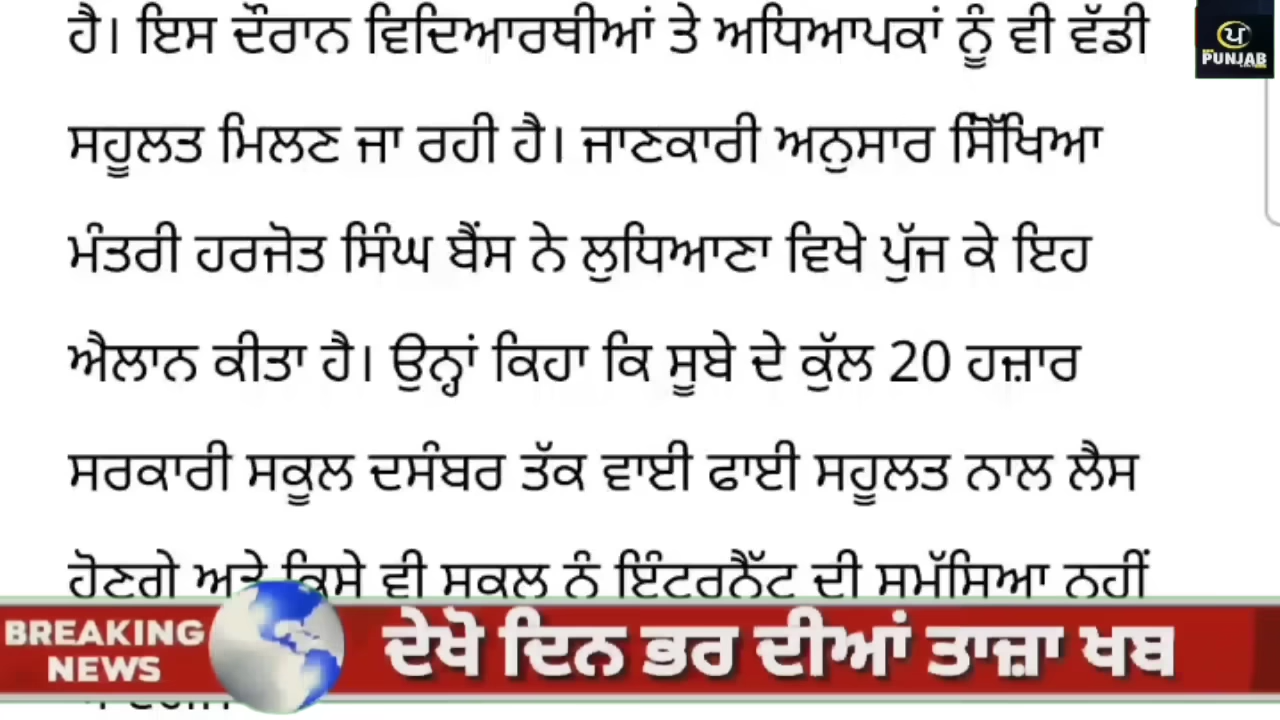 ਹੈ। ਇਸ ਦੌਰਾਨ ਵਿਦਿਆਰਥੀਆਂ ਤੇ ਅਧਿਆਪਕਾਂ ਨੂੰ ਵੀ ਵੱਡੀ
ਪ
PUNJAB
ਸਹੂਲਤ ਮਿਲਣ ਜਾ ਰਹੀ ਹੈ। ਜਾਣਕਾਰੀ ਅਨੁਸਾਰ ਸਿੱਖਿਆ
ਮੰਤਰੀ ਹਰਜੋਤ ਸਿੰਘ ਬੈਂਸ ਨੇ ਲੁਧਿਆਣਾ ਵਿਖੇ ਪੁੱਜ ਕੇ ਇਹ
ਐਲਾਨ ਕੀਤਾ ਹੈ। ਉਨ੍ਹਾਂ ਕਿਹਾ ਕਿ ਸੂਬੇ ਦੇ ਕੁੱਲ 20 ਹਜ਼ਾਰ
ਸਰਕਾਰੀ ਸਕੂਲ ਦਸੰਬਰ ਤੱਕ ਵਾਈ ਫਾਈ ਸਹੂਲਤ ਨਾਲ ਲੈਸ
ਹੋਣਗੇ ਅਤੇ ਕਿਸੇ ਵੀ ਸਕੂਲ ਨੂੰ ਇੰਟਰਨੈੱਟ ਦੀ ਸਮੱਸਿਆ ਨਹੀਂ
BREAKING
NEWS
ਦੇਖੋ ਦਿਨ ਭਰ ਦੀਆਂ ਤਾਜ਼ਾ ਖਬ